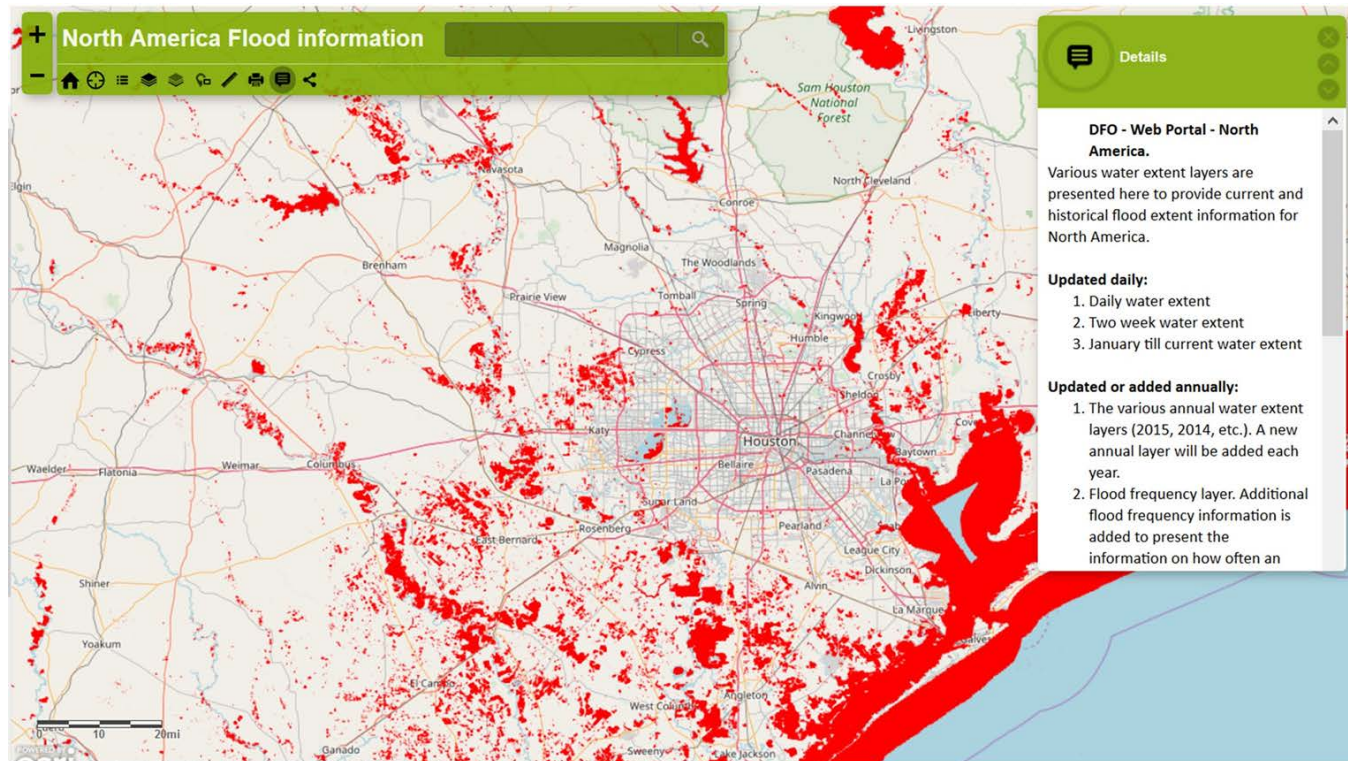 +
North America Flood information
−
Details
DFO - Web Portal - North
America.
Various water extent layers are
presented here to provide current and
historical flood extent information for
North America.
Updated daily:
1. Daily water extent
2. Two week water extent
3. January till current water extent
Updated or added annually:
1. The various annual water extent
layers (2015, 2014, etc.). A new
annual layer will be added each
year.
2. Flood frequency layer. Additional
flood frequency information is
added to present the
information on how often an
Livingston
Sam Houston
National
Forest
Navasota
Elgin
North Cleveland
Conroe
Magnolia
The Woodlands
Brenham
Prairie View
Tomball
Spring
Kingwood
Liberty
Humble
Cypress
Crosby
Sheldon
Katy
Houston
Baytown
Waelder
Flatonia
Weimar
Columbus
Bellaire
Pasadena
Sugar Land
Rosenberg
Pearland
East Bernard
League City
Dickinson
Shiner
Alvin
La Marque
Yoakum
El Campo
Angleton
0 10 20mi
Ganado
Sweeny
Lake Jackson
POWERED BY